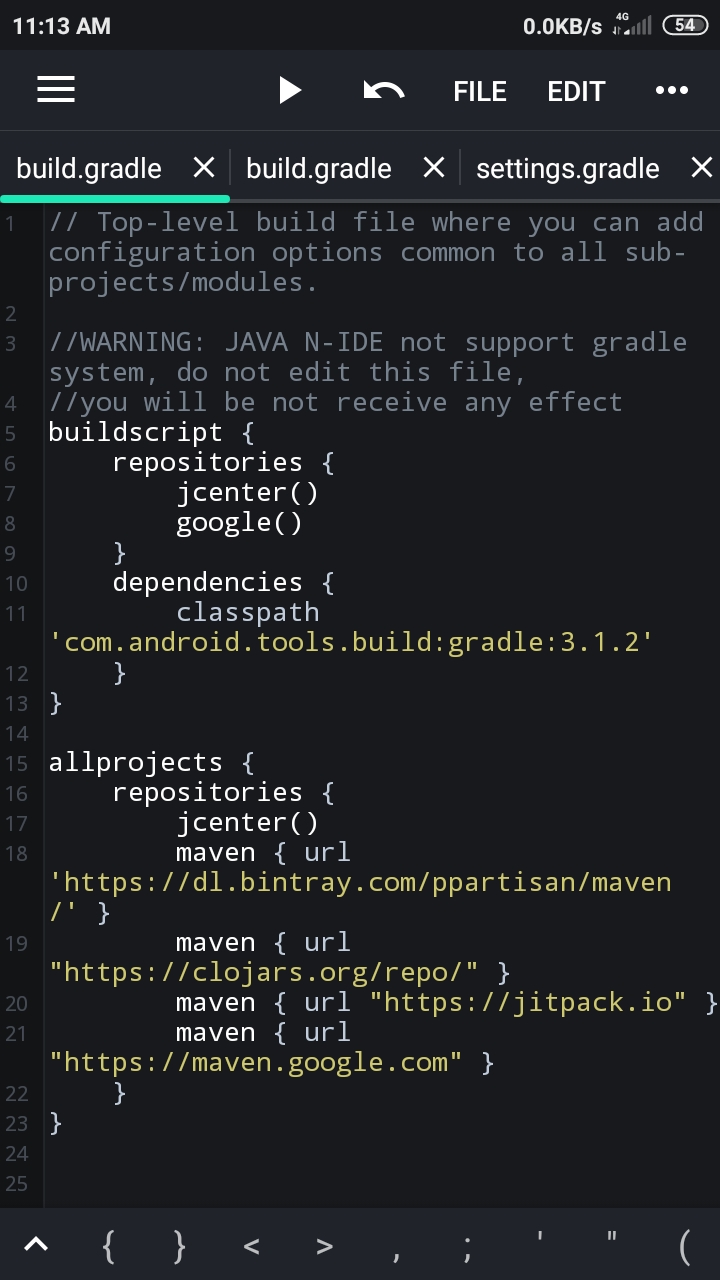 11:13 AM 0.0KB/s 4G 54
FILE EDIT
build.gradle build.gradle settings.gradle
1 // Top-level build file where you can add
configuration options common to all sub-
projects/modules.
2
3 //WARNING: JAVA N-IDE not support gradle
system, do not edit this file,
4 //you will be not receive any effect
5 buildscript {
6     repositories {
7         jcenter()
8         google()
9     }
10     dependencies {
11         classpath
'com.android.tools.build:gradle:3.1.2'
12     }
13 }
14
15 allprojects {
16     repositories {
17         jcenter()
18         maven { url
'https://dl.bintray.com/ppartisan/maven
/' }
19         maven { url
"https://clojars.org/repo/" }
20         maven { url "https://jitpack.io" }
21         maven { url
"https://maven.google.com" }
22     }
23 }
24
25
{ } < > , ; ' " (